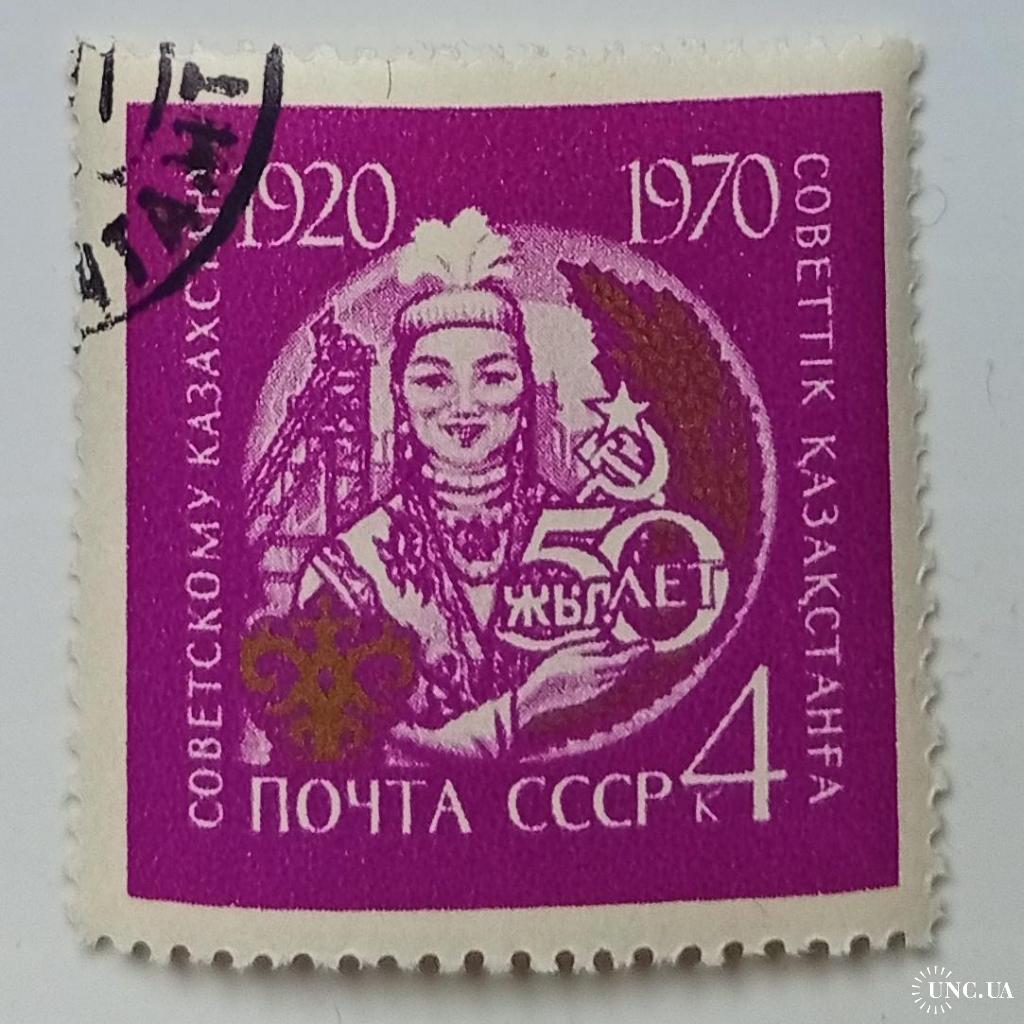 1920
1970
СОВЕТСКОМУ КАЗАХСТАНУ
СОВЕТТІК ҚАЗАҚСТАНҒА
50
ЖЫЛ
ЛЕТ
ПОЧТА СССР
4
К
UNC.UA